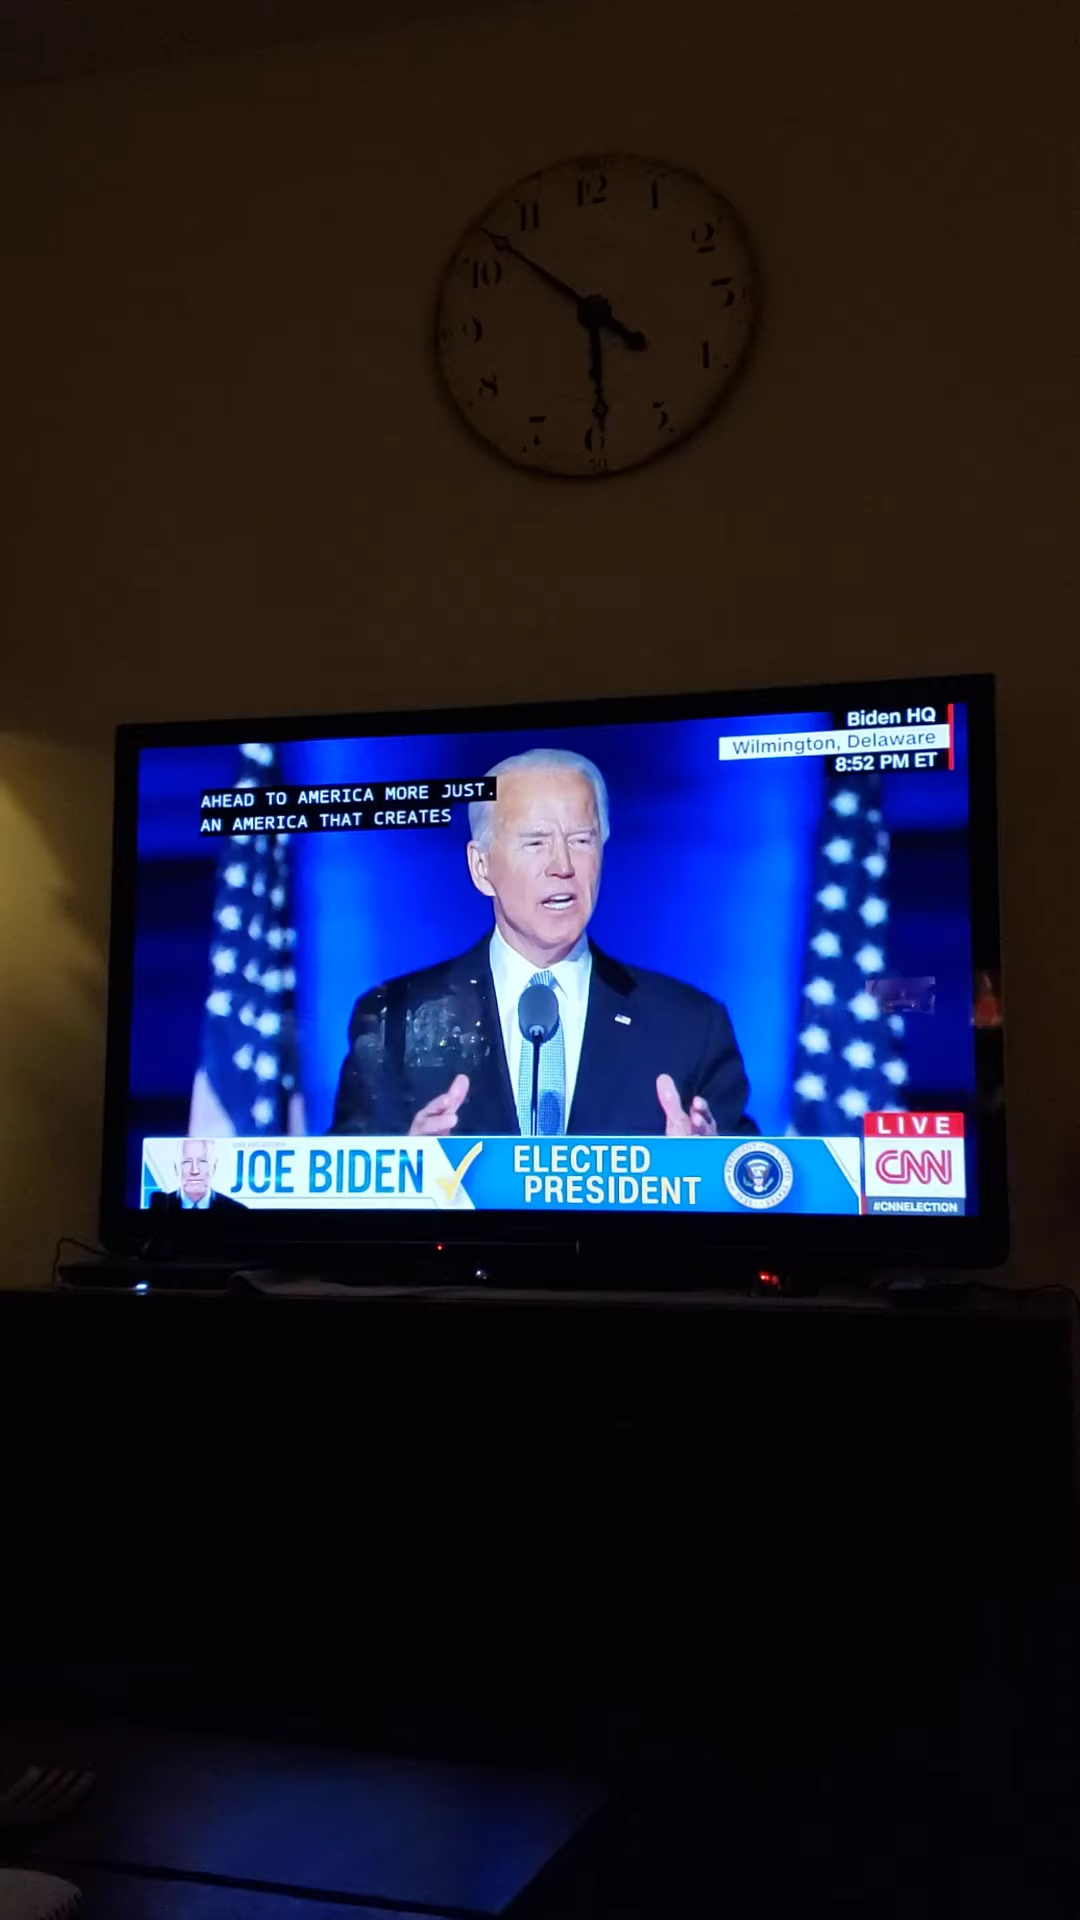 12
1
11
2
10
3
9
4
8
5
7
6
Biden HQ
Wilmington, Delaware
8:52 PM ET
AHEAD TO AMERICA MORE JUST.
AN AMERICA THAT CREATES
JOE BIDEN
ELECTED
PRESIDENT
LIVE
CNN
#CNNELECTION